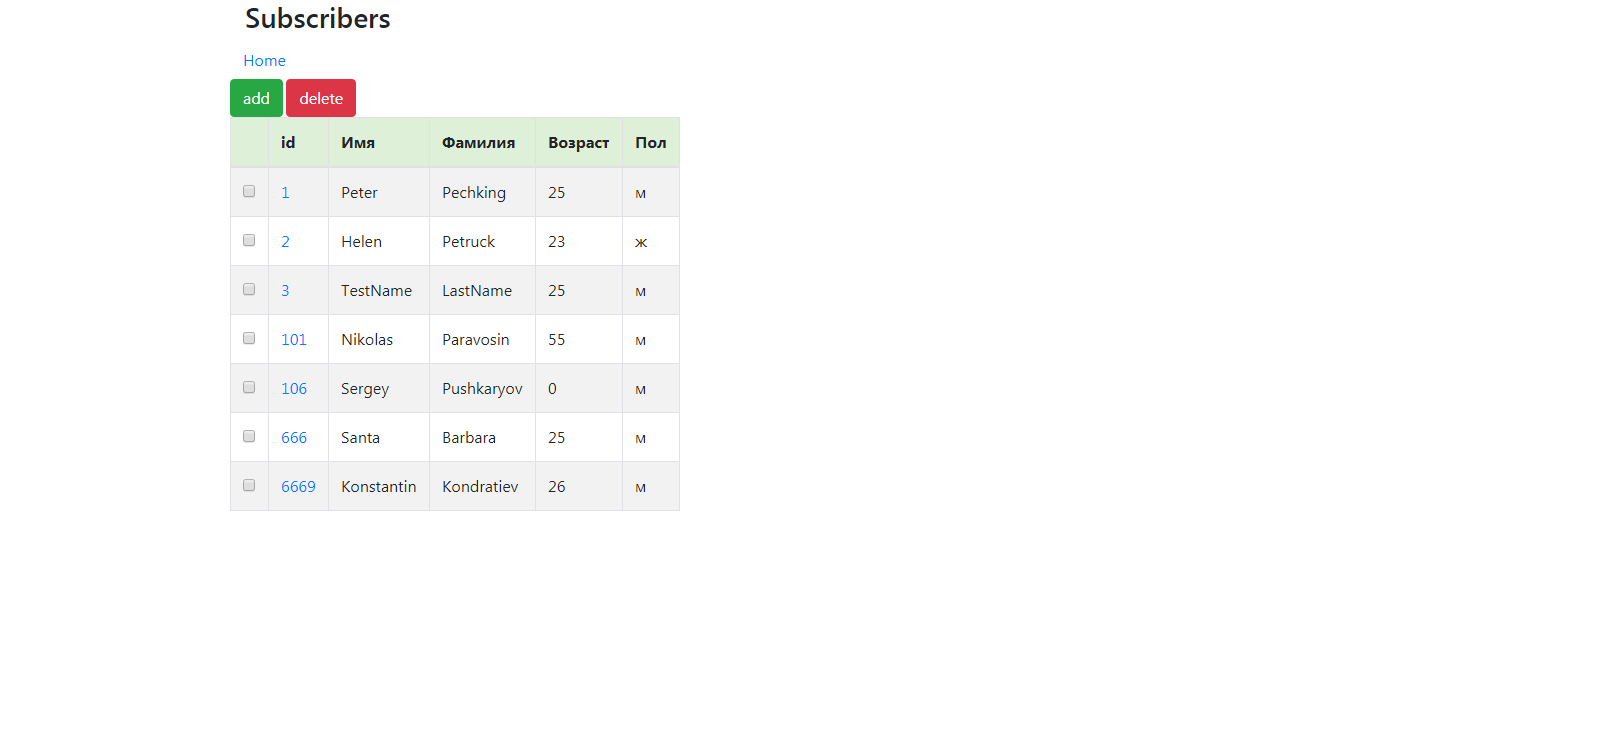 Subscribers
Home
add delete
id Имя Фамилия Возраст Пол
1 Peter Pechking 25 м
2 Helen Petruck 23 ж
3 TestName LastName 25 м
101 Nikolas Paravosin 55 м
106 Sergey Pushkaryov 0 м
666 Santa Barbara 25 м
6669 Konstantin Kondratiev 26 м